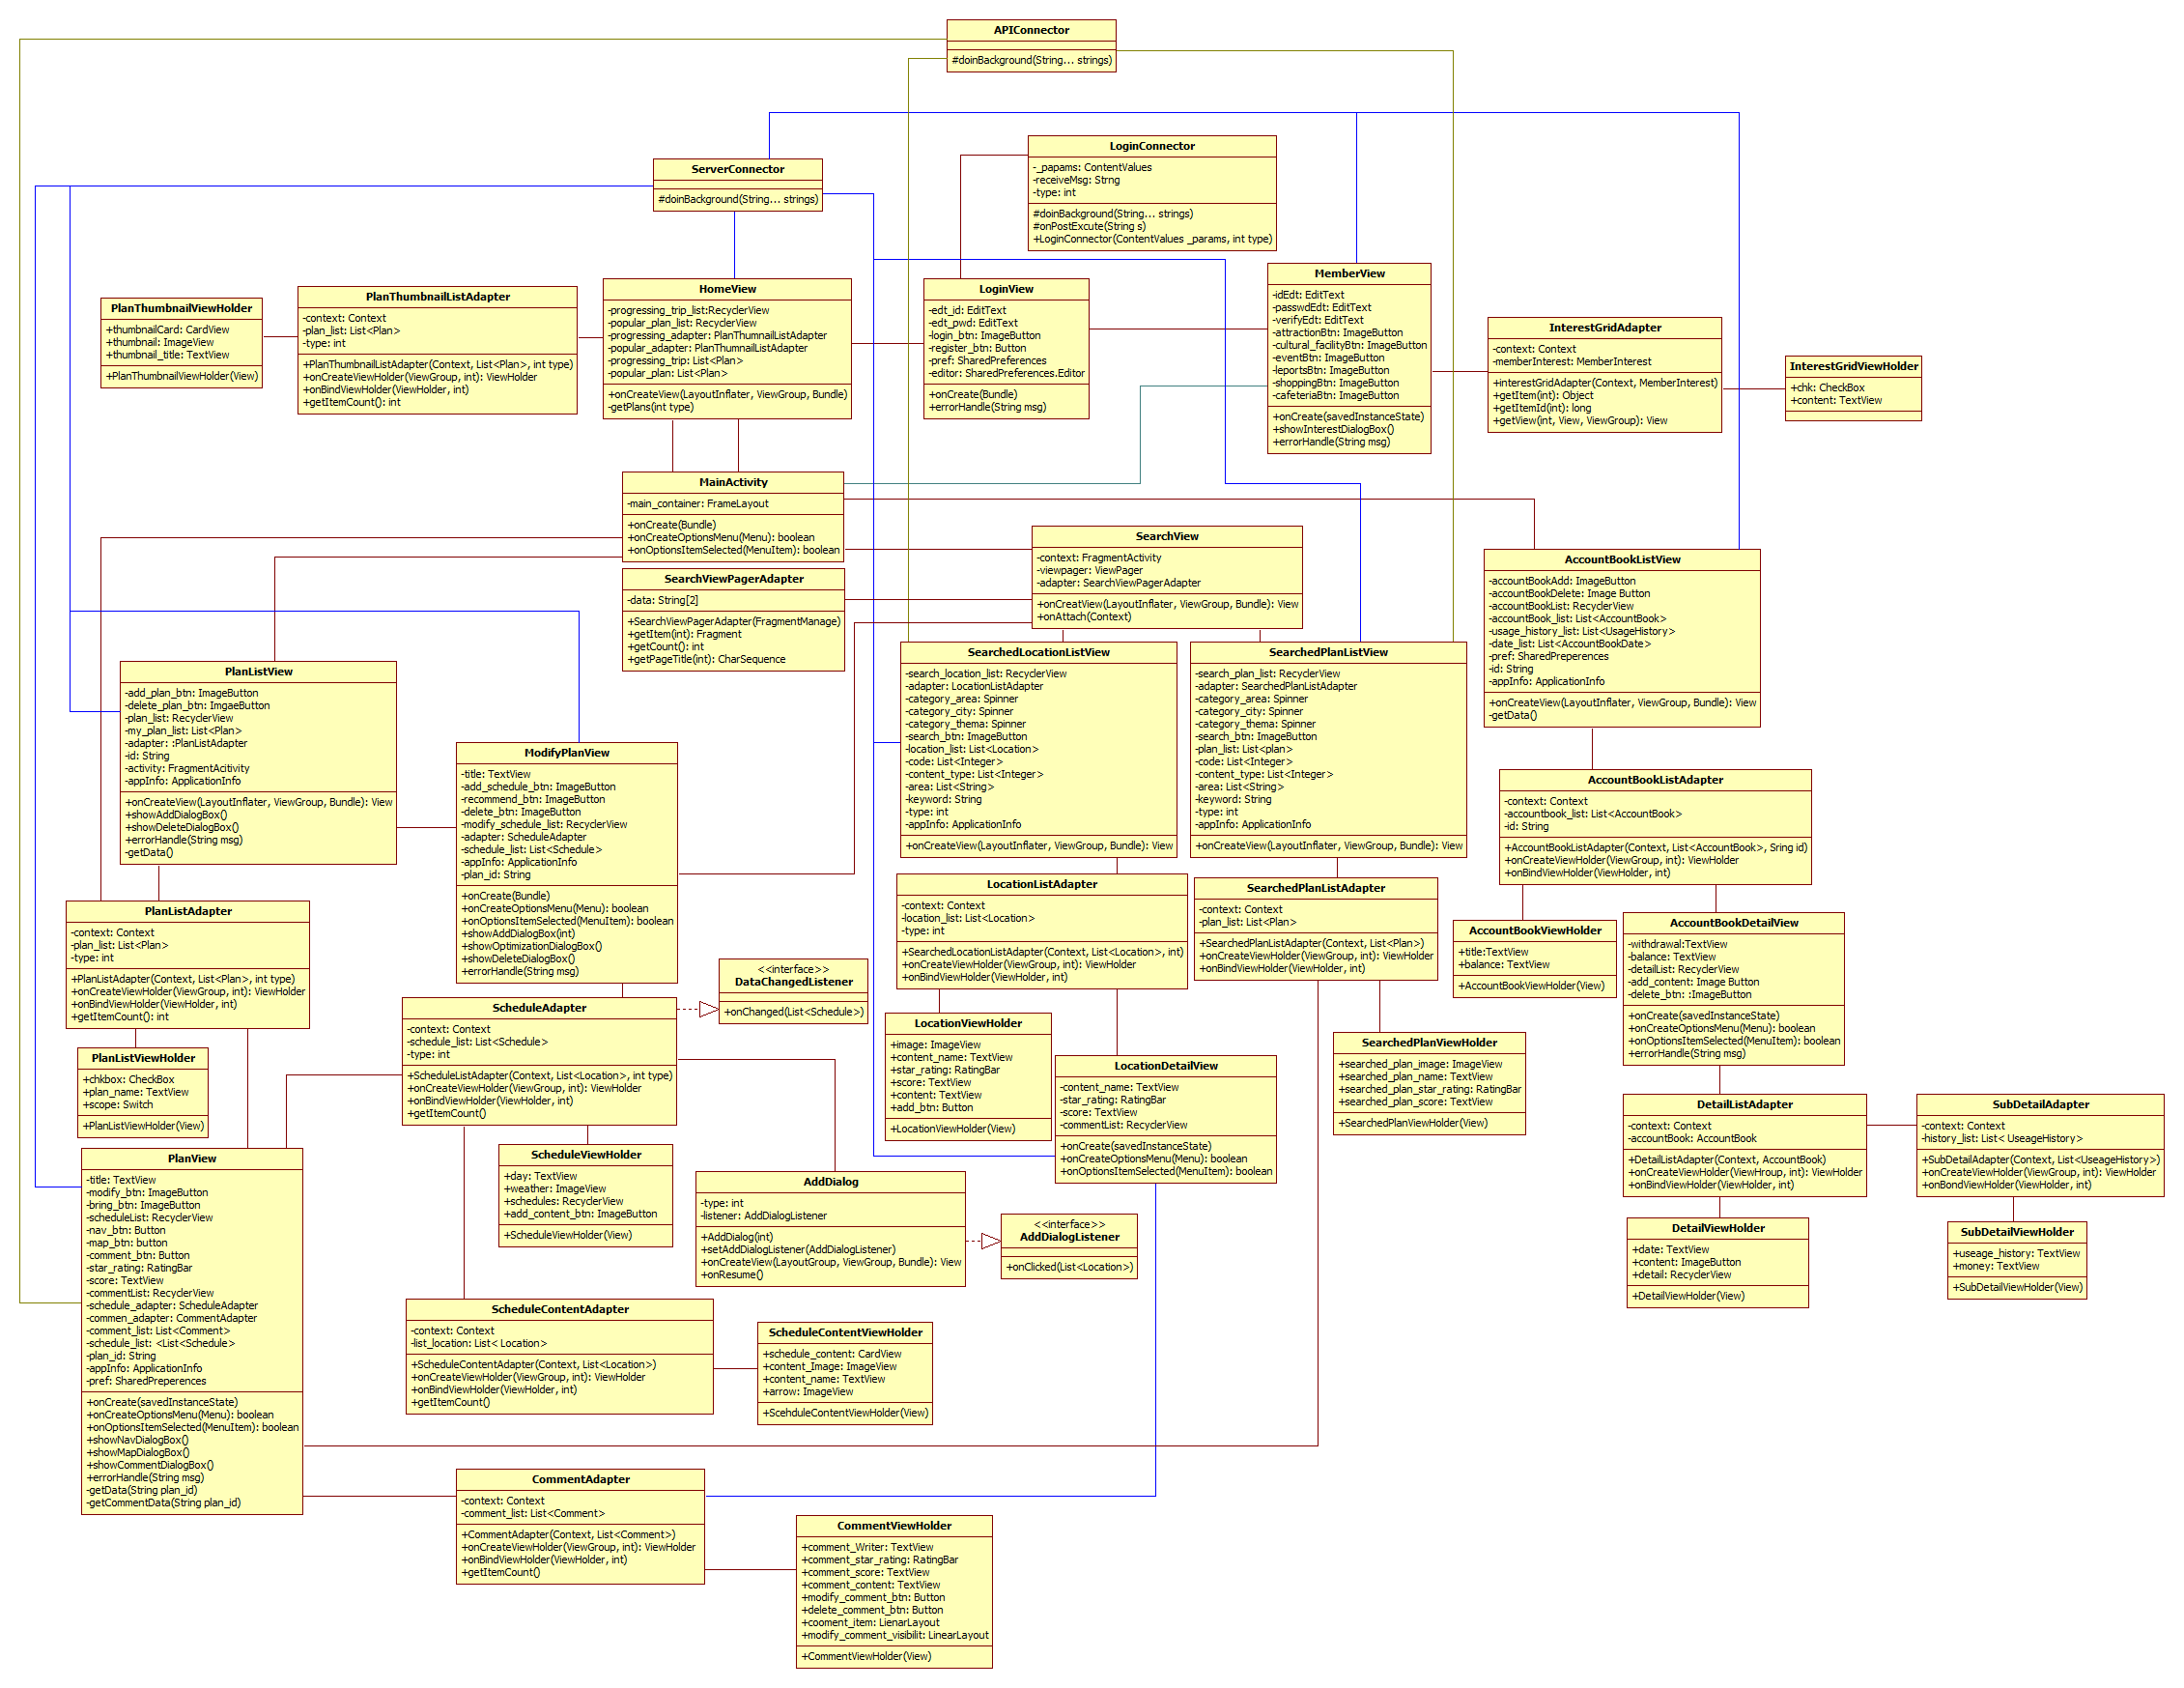 APIConnector
#doinBackground(String... strings)
ServerConnector
#doinBackground(String... strings)
LoginConnector
-_papams: ContentValues
-receiveMsg: Strng
-type: int
#doinBackground(String... strings)
#onPostExcute(String s)
+LoginConnector(ContentValues _params, int type)
PlanThumbnailViewHolder
+thumbnailCard: CardView
+thumbnail: ImageView
+thumbnail_title: TextView
+PlanThumbnailViewHolder(View)
PlanThumbnailListAdapter
-context: Context
-plan_list: List<Plan>
-type: int
+PlanThumbnailListAdapter(Context, List<Plan>, int type)
+onCreateViewHolder(ViewGroup, int): ViewHolder
+onBindViewHolder(ViewHolder, int)
+getItemCount(): int
HomeView
-progressing_trip_list:RecyclerView
-popular_plan_list: RecyclerView
-progressing_adapter: PlanThumnailListAdapter
-popular_adapter: PlanThumnailListAdapter
-progressing_trip: List<Plan>
-popular_plan: List<Plan>
+onCreateView(LayoutInflater, ViewGroup, Bundle)
-getPlans(int type)
LoginView
-edt_id: EditText
-edt_pwd: EditText
-login_btn: ImageButton
-register_btn: Button
-pref: SharedPreferences
-editor: SharedPreferences.Editor
+onCreate(Bundle)
+errorHandle(String msg)
MemberView
-idEdt: EditText
-passwdEdt: EditText
-verifyEdt: EditText
-attractionBtn: ImageButton
-cultural_facilityBtn: ImageButton
-eventBtn: ImageButton
-leportsBtn: ImageButton
-shoppingBtn: ImageButton
-cafeteriaBtn: ImageButton
+onCreate(savedInstanceState)
+showInterestDialogBox()
+errorHandle(String msg)
InterestGridAdapter
-context: Context
-memberInterest: MemberInterest
+interestGridAdapter(Context, MemberInterest)
+getItem(int): Object
+getItemId(int): long
+getView(int, View, ViewGroup): View
InterestGridViewHolder
+chk: CheckBox
+content: TextView
MainActivity
-main_container: FrameLayout
+onCreate(Bundle)
+onCreateOptionsMenu(Menu): boolean
+onOptionsItemSelected(MenuItem): boolean
SearchViewPagerAdapter
-data: String[2]
+SearchViewPagerAdapter(FragmentManage)
+getItem(int): Fragment
+getCount(): int
+getPageTitle(int): CharSequence
SearchView
-context: FragmentActivity
-viewpager: ViewPager
-adapter: SearchViewPagerAdapter
+onCreatView(LayoutInflater, ViewGroup, Bundle): View
+onAttach(Context)
AccountBookListView
-accountBookAdd: ImageButton
-accountBookDelete: Image Button
-accountBookList: RecyclerView
-accountBook_list: List<AccountBook>
-usage_history_list: List<UsageHistory>
-date_list: List<AccountBookDate>
-pref: SharedPreperences
-id: String
-appInfo: ApplicationInfo
+onCreateView(LayoutInflater, ViewGroup, Bundle): View
-getData()
PlanListView
-add_plan_btn: ImageButton
-delete_plan_btn: ImgaeButton
-plan_list: RecyclerView
-my_plan_list: List<Plan>
-adapter: :PlanListAdapter
-id: String
-activity: FragmentAcitivity
-appInfo: ApplicationInfo
+onCreateView(LayoutInflater, ViewGroup, Bundle): View
+showAddDialogBox()
+showDeleteDialogBox()
+errorHandle(String msg)
-getData()
ModifyPlanView
-title: TextView
-add_schedule_btn: ImageButton
-recommend_btn: ImageButton
-delete_btn: ImageButton
-modify_schedule_list: RecyclerView
-adapter: ScheduleAdapter
-schedule_list: List<Schedule>
-appInfo: ApplicationInfo
-plan_id: String
+onCreate(Bundle)
+onCreateOptionsMenu(Menu): boolean
+onOptionsItemSelected(MenuItem): boolean
+showAddDialogBox(int)
+showOptimizationDialogBox()
+showDeleteDialogBox()
+errorHandle(String msg)
SearchedLocationListView
-search_location_list: RecyclerView
-adapter: LocationListAdapter
-category_area: Spinner
-category_city: Spinner
-category_thema: Spinner
-search_btn: ImageButton
-location_list: List<Location>
-code: List<Integer>
-content_type: List<Integer>
-area: List<String>
-keyword: String
-type: int
-appInfo: ApplicationInfo
+onCreateView(LayoutInflater, ViewGroup, Bundle): View
SearchedPlanListView
-search_plan_list: RecyclerView
-adapter: SearchedPlanListAdapter
-category_area: Spinner
-category_city: Spinner
-category_thema: Spinner
-search_btn: ImageButton
-plan_list: List<plan>
-code: List<Integer>
-content_type: List<Integer>
-area: List<String>
-keyword: String
-type: int
-appInfo: ApplicationInfo
+onCreateView(LayoutInflater, ViewGroup, Bundle): View
AccountBookListAdapter
-context: Context
-accountbook_list: List<AccountBook>
-id: String
+AccountBookListAdapter(Context, List<AccountBook>, Sring id)
+onCreateViewHolder(ViewGroup, int): ViewHolder
+onBindViewHolder(ViewHolder, int)
PlanListAdapter
-context: Context
-plan_list: List<Plan>
-type: int
+PlanListAdapter(Context, List<Plan>, int type)
+onCreateViewHolder(ViewGroup, int): ViewHolder
+onBindViewHolder(ViewHolder, int)
+getItemCount(): int
LocationListAdapter
-context: Context
-location_list: List<Location>
-type: int
+SearchedLocationListAdapter(Context, List<Location>, int)
+onCreateViewHolder(ViewGroup, int): ViewHolder
+onBindViewHolder(ViewHolder, int)
SearchedPlanListAdapter
-context: Context
-plan_list: List<Plan>
+SearchedPlanListAdapter(Context, List<Plan>)
+onCreateViewHolder(ViewGroup, int): ViewHolder
+onBindViewHolder(ViewHolder, int)
AccountBookViewHolder
+title:TextView
+balance: TextView
+AccountBookViewHolder(View)
AccountBookDetailView
-withdrawal:TextView
-balance: TextView
-detailList: RecyclerView
-add_content: Image Button
-delete_btn: :ImageButton
+onCreate(savedInstanceState)
+onCreateOptionsMenu(Menu): boolean
+onOptionsItemSelected(MenuItem): boolean
+errorHandle(String msg)
<<interface>>
DataChangedListener
+onChanged(List<Schedule>)
ScheduleAdapter
-context: Context
-schedule_list: List<Schedule>
-type: int
+ScheduleListAdapter(Context, List<Location>, int type)
+onCreateViewHolder(ViewGroup, int): ViewHolder
+onBindViewHolder(ViewHolder, int)
+getItemCount()
PlanListViewHolder
+chkbox: CheckBox
+plan_name: TextView
+scope: Switch
+PlanListViewHolder(View)
LocationViewHolder
+image: ImageView
+content_name: TextView
+star_rating: RatingBar
+score: TextView
+content: TextView
+add_btn: Button
+LocationViewHolder(View)
LocationDetailView
-content_name: TextView
-star_rating: RatingBar
-score: TextView
-commentList: RecyclerView
+onCreate(savedInstanceState)
+onCreateOptionsMenu(Menu): boolean
+onOptionsItemSelected(MenuItem): boolean
SearchedPlanViewHolder
+searched_plan_image: ImageView
+searched_plan_name: TextView
+searched_plan_star_rating: RatingBar
+searched_plan_score: TextView
+SearchedPlanViewHolder(View)
DetailListAdapter
-context: Context
-accountBook: AccountBook
+DetailListAdapter(Context, AccountBook)
+onCreateViewHolder(ViewHroup, int): ViewHolder
+onBindViewHolder(ViewHolder, int)
SubDetailAdapter
-context: Context
-history_list: List< UseageHistory>
+SubDetailAdapter(Context, List<UseageHistory>)
+onCreateViewHolder(ViewGroup, int): ViewHolder
+onBondViewHolder(ViewHolder, int)
PlanView
-title: TextView
-modify_btn: ImageButton
-bring_btn: ImageButton
-scheduleList: RecyclerView
-nav_btn: Button
-map_btn: button
-comment_btn: Button
-star_rating: RatingBar
-score: TextView
-commentList: RecyclerView
-schedule_adapter: ScheduleAdapter
-commen_adapter: CommentAdapter
-comment_list: List<Comment>
-schedule_list: <List<Schedule>
-plan_id: String
-appInfo: ApplicationInfo
-pref: SharedPreperences
+onCreate(savedInstanceState)
+onCreateOptionsMenu(Menu): boolean
+onOptionsItemSelected(MenuItem): boolean
+showNavDialogBox()
+showMapDialogBox()
+showCommentDialogBox()
+errorHandle(String msg)
-getData(String plan_id)
-getCommentData(String plan_id)
ScheduleViewHolder
+day: TextView
+weather: ImageView
+schedules: RecyclerView
+add_content_btn: ImageButton
+ScheduleViewHolder(View)
AddDialog
-type: int
-listener: AddDialogListener
+AddDialog(int)
+setAddDialogListener(AddDialogListener)
+onCreateView(LayoutGroup, ViewGroup, Bundle): View
+onResume()
<<interface>>
AddDialogListener
+onClicked(List<Location>)
DetailViewHolder
+date: TextView
+content: ImageButton
+detail: RecyclerView
+DetailViewHolder(View)
SubDetailViewHolder
+useage_history: TextView
+money: TextView
+SubDetailViewHolder(View)
ScheduleContentAdapter
-context: Context
-list_location: List< Location>
+ScheduleContentAdapter(Context, List<Location>)
+onCreateViewHolder(ViewGroup, int): ViewHolder
+onBindViewHolder(ViewHolder, int)
+getItemCount()
ScheduleContentViewHolder
+schedule_content: CardView
+content_Image: ImageView
+content_name: TextView
+arrow: ImageView
+ScehduleContentViewHolder(View)
CommentAdapter
-context: Context
-comment_list: List<Comment>
+CommentAdapter(Context, List<Comment>)
+onCreateViewHolder(ViewGroup, int): ViewHolder
+onBindViewHolder(ViewHolder, int)
+getItemCount()
CommentViewHolder
+comment_Writer: TextView
+comment_star_rating: RatingBar
+comment_score: TextView
+comment_content: TextView
+modify_comment_btn: Button
+delete_comment_btn: Button
+cooment_item: LienarLayout
+modify_comment_visibilit: LinearLayout
+CommentViewHolder(View)